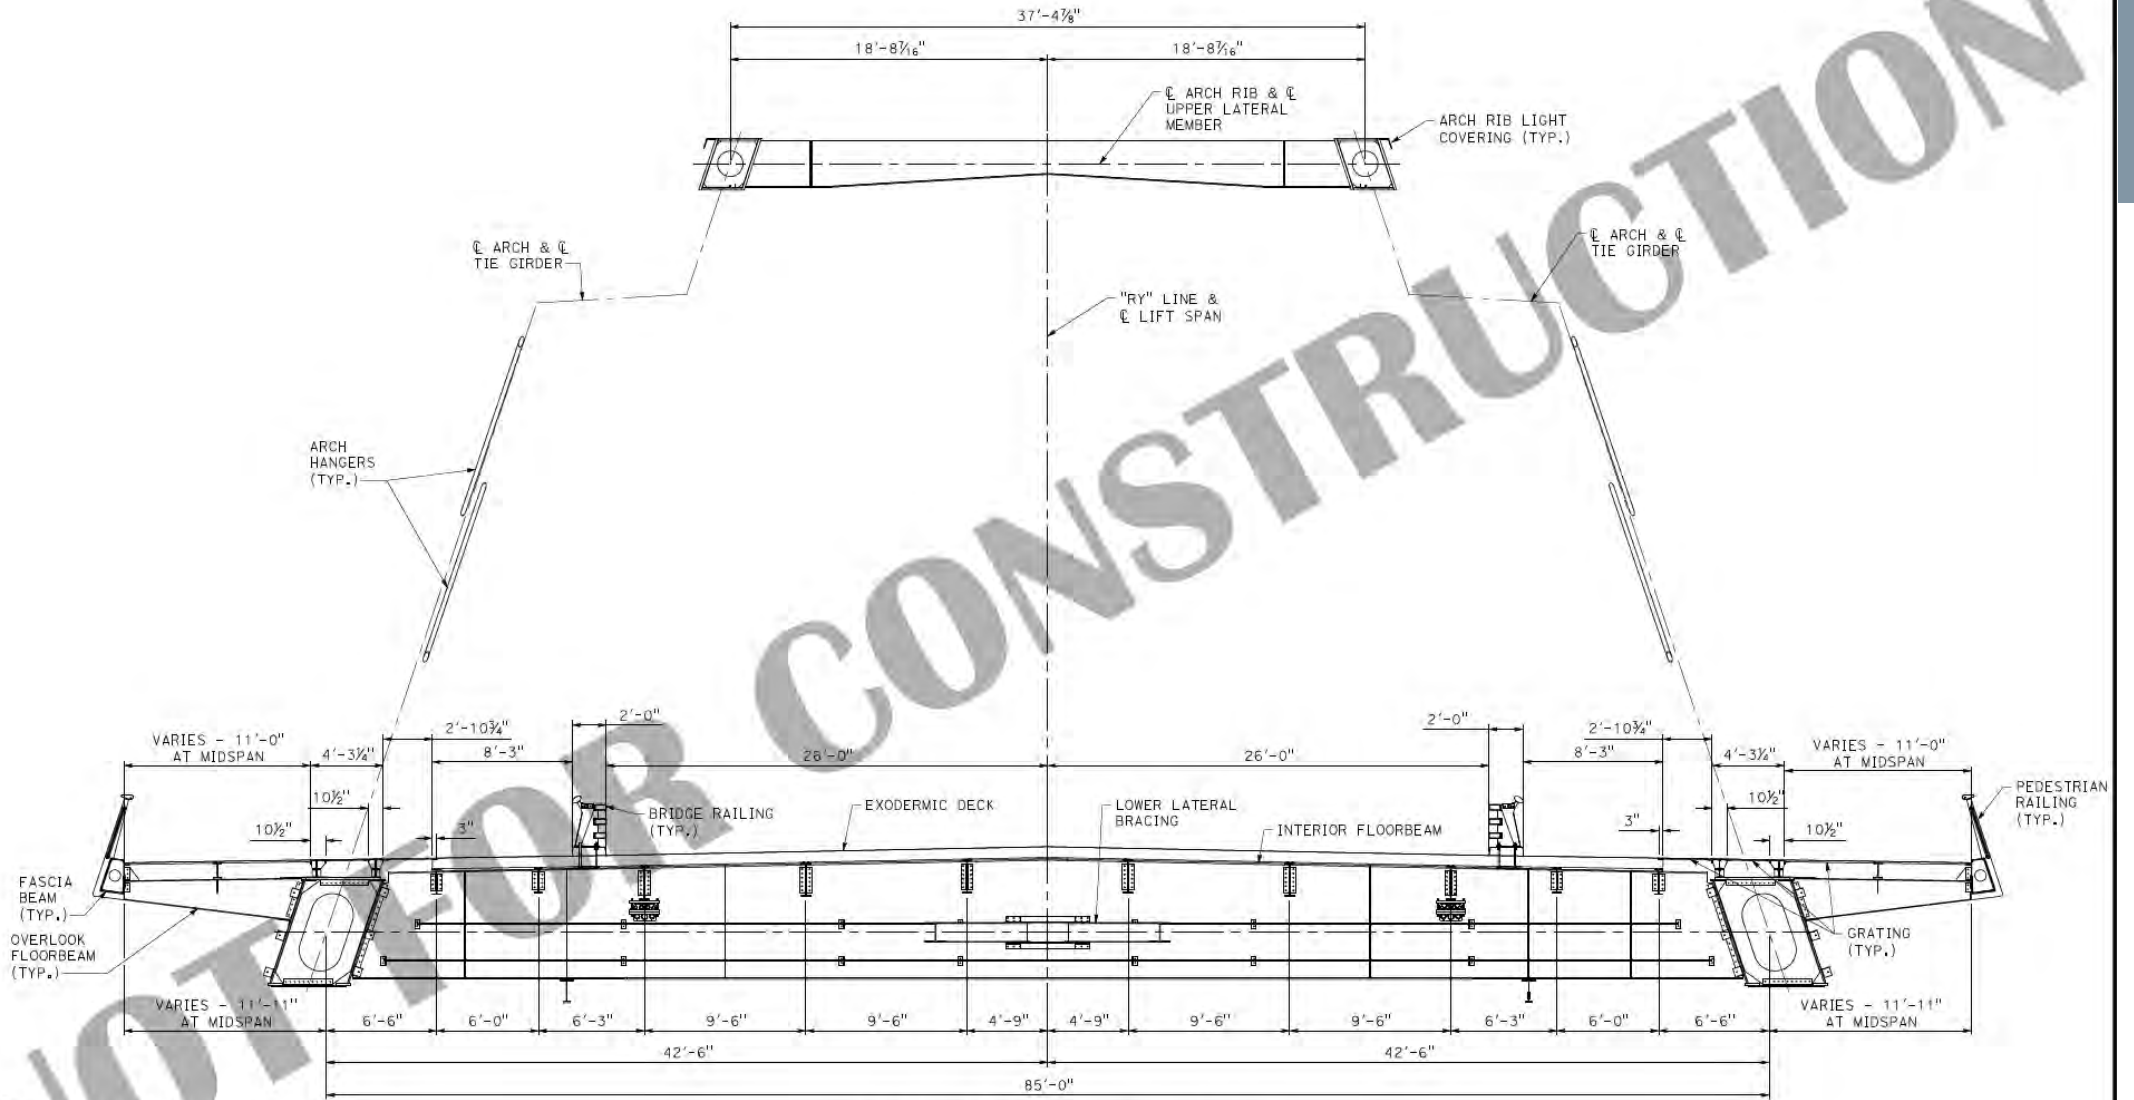 37'-4⅞"
18'-8⁷⁄₁₆"
18'-8⁷⁄₁₆"
℄ ARCH RIB & ℄
UPPER LATERAL
MEMBER
ARCH RIB LIGHT
COVERING (TYP.)
℄ ARCH & ℄
TIE GIRDER
℄ ARCH & ℄
TIE GIRDER
"RY" LINE &
℄ LIFT SPAN
ARCH
HANGERS
(TYP.)
NOT FOR CONSTRUCTION
VARIES - 11'-0"
AT MIDSPAN
4'-3¼"
2'-10¾"
8'-3"
2'-0"
26'-0"
26'-0"
2'-0"
8'-3"
2'-10¾"
4'-3¼"
VARIES - 11'-0"
AT MIDSPAN
10½"
10½"
3"
BRIDGE RAILING
(TYP.)
EXODERMIC DECK
LOWER LATERAL
BRACING
INTERIOR FLOORBEAM
3"
10½"
10½"
PEDESTRIAN
RAILING
(TYP.)
FASCIA
BEAM
(TYP.)
OVERLOOK
FLOORBEAM
(TYP.)
GRATING
(TYP.)
VARIES - 11'-11"
AT MIDSPAN
6'-6"
6'-0"
6'-3"
9'-6"
9'-6"
4'-9"
4'-9"
9'-6"
9'-6"
6'-3"
6'-0"
6'-6"
VARIES - 11'-11"
AT MIDSPAN
42'-6"
42'-6"
85'-0"